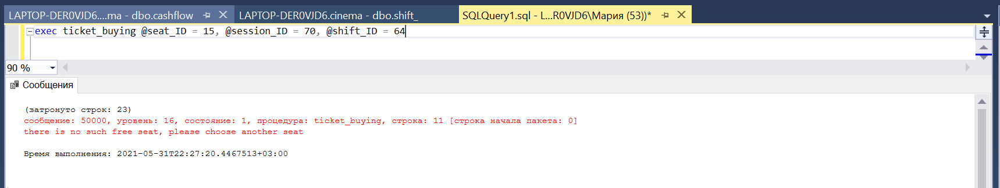 LAPTOP-DER0VJD6....ma - dbo.cashflow
LAPTOP-DER0VJD6.cinema - dbo.shift_
SQLQuery1.sql - L...R0VJD6\Мария (53))*
exec ticket_buying @seat_ID = 15, @session_ID = 70, @shift_ID = 64
90 %
Сообщения
(затронуто строк: 23)
сообщение: 50000, уровень: 16, состояние: 1, процедура: ticket_buying, строка: 11 [строка начала пакета: 0]
there is no such free seat, please choose another seat
Время выполнения: 2021-05-31T22:27:20.4467513+03:00